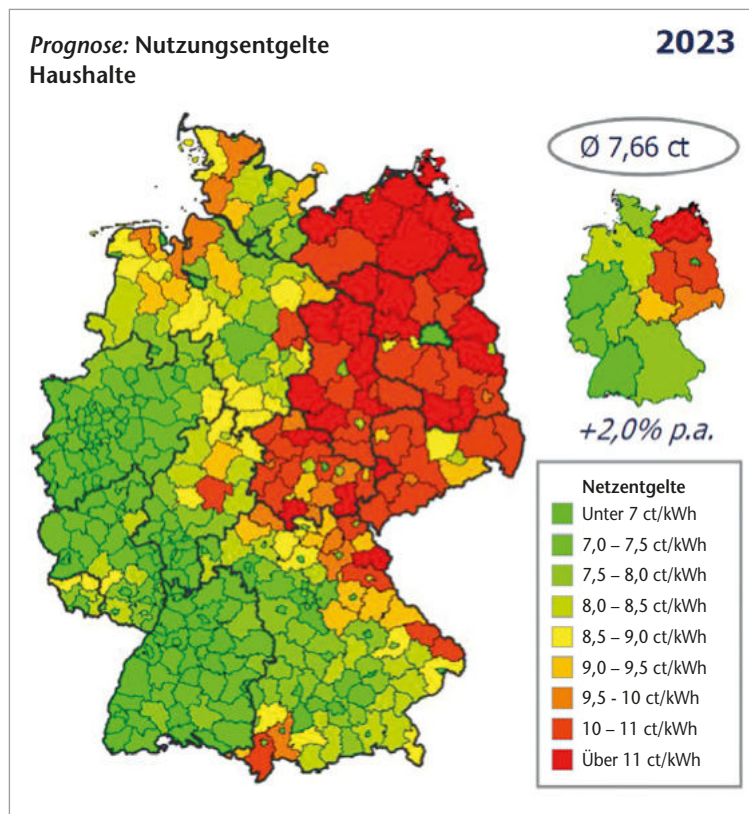 Prognose: Nutzungsentgelte
Haushalte
2023
Ø 7,66 ct
+2,0% p.a.
Netzentgelte
Unter 7 ct/kWh
7,0 – 7,5 ct/kWh
7,5 – 8,0 ct/kWh
8,0 – 8,5 ct/kWh
8,5 – 9,0 ct/kWh
9,0 – 9,5 ct/kWh
9,5 - 10 ct/kWh
10 – 11 ct/kWh
Über 11 ct/kWh